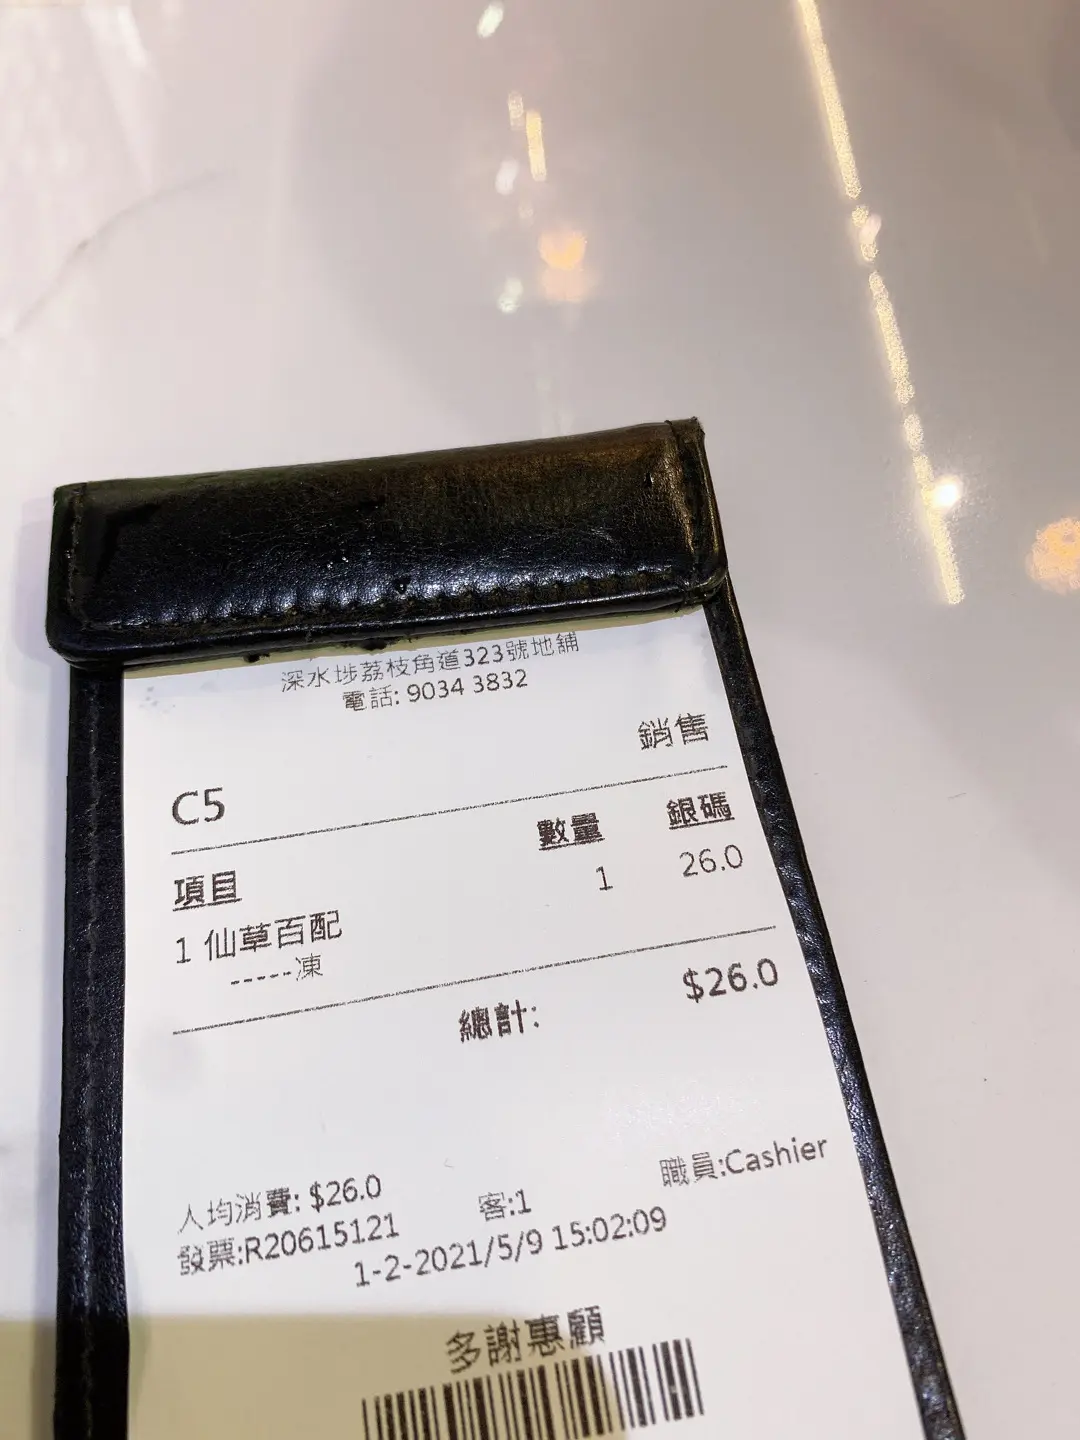 深水埗荔枝角道323號地舖
電話: 9034 3832
銷售
C5
項目 數量 銀碼
1 仙草百配 1 26.0
-----凍
總計: $26.0
人均消費: $26.0 客:1 職員:Cashier
發票:R20615121
1-2-2021/5/9 15:02:09
多謝惠顧